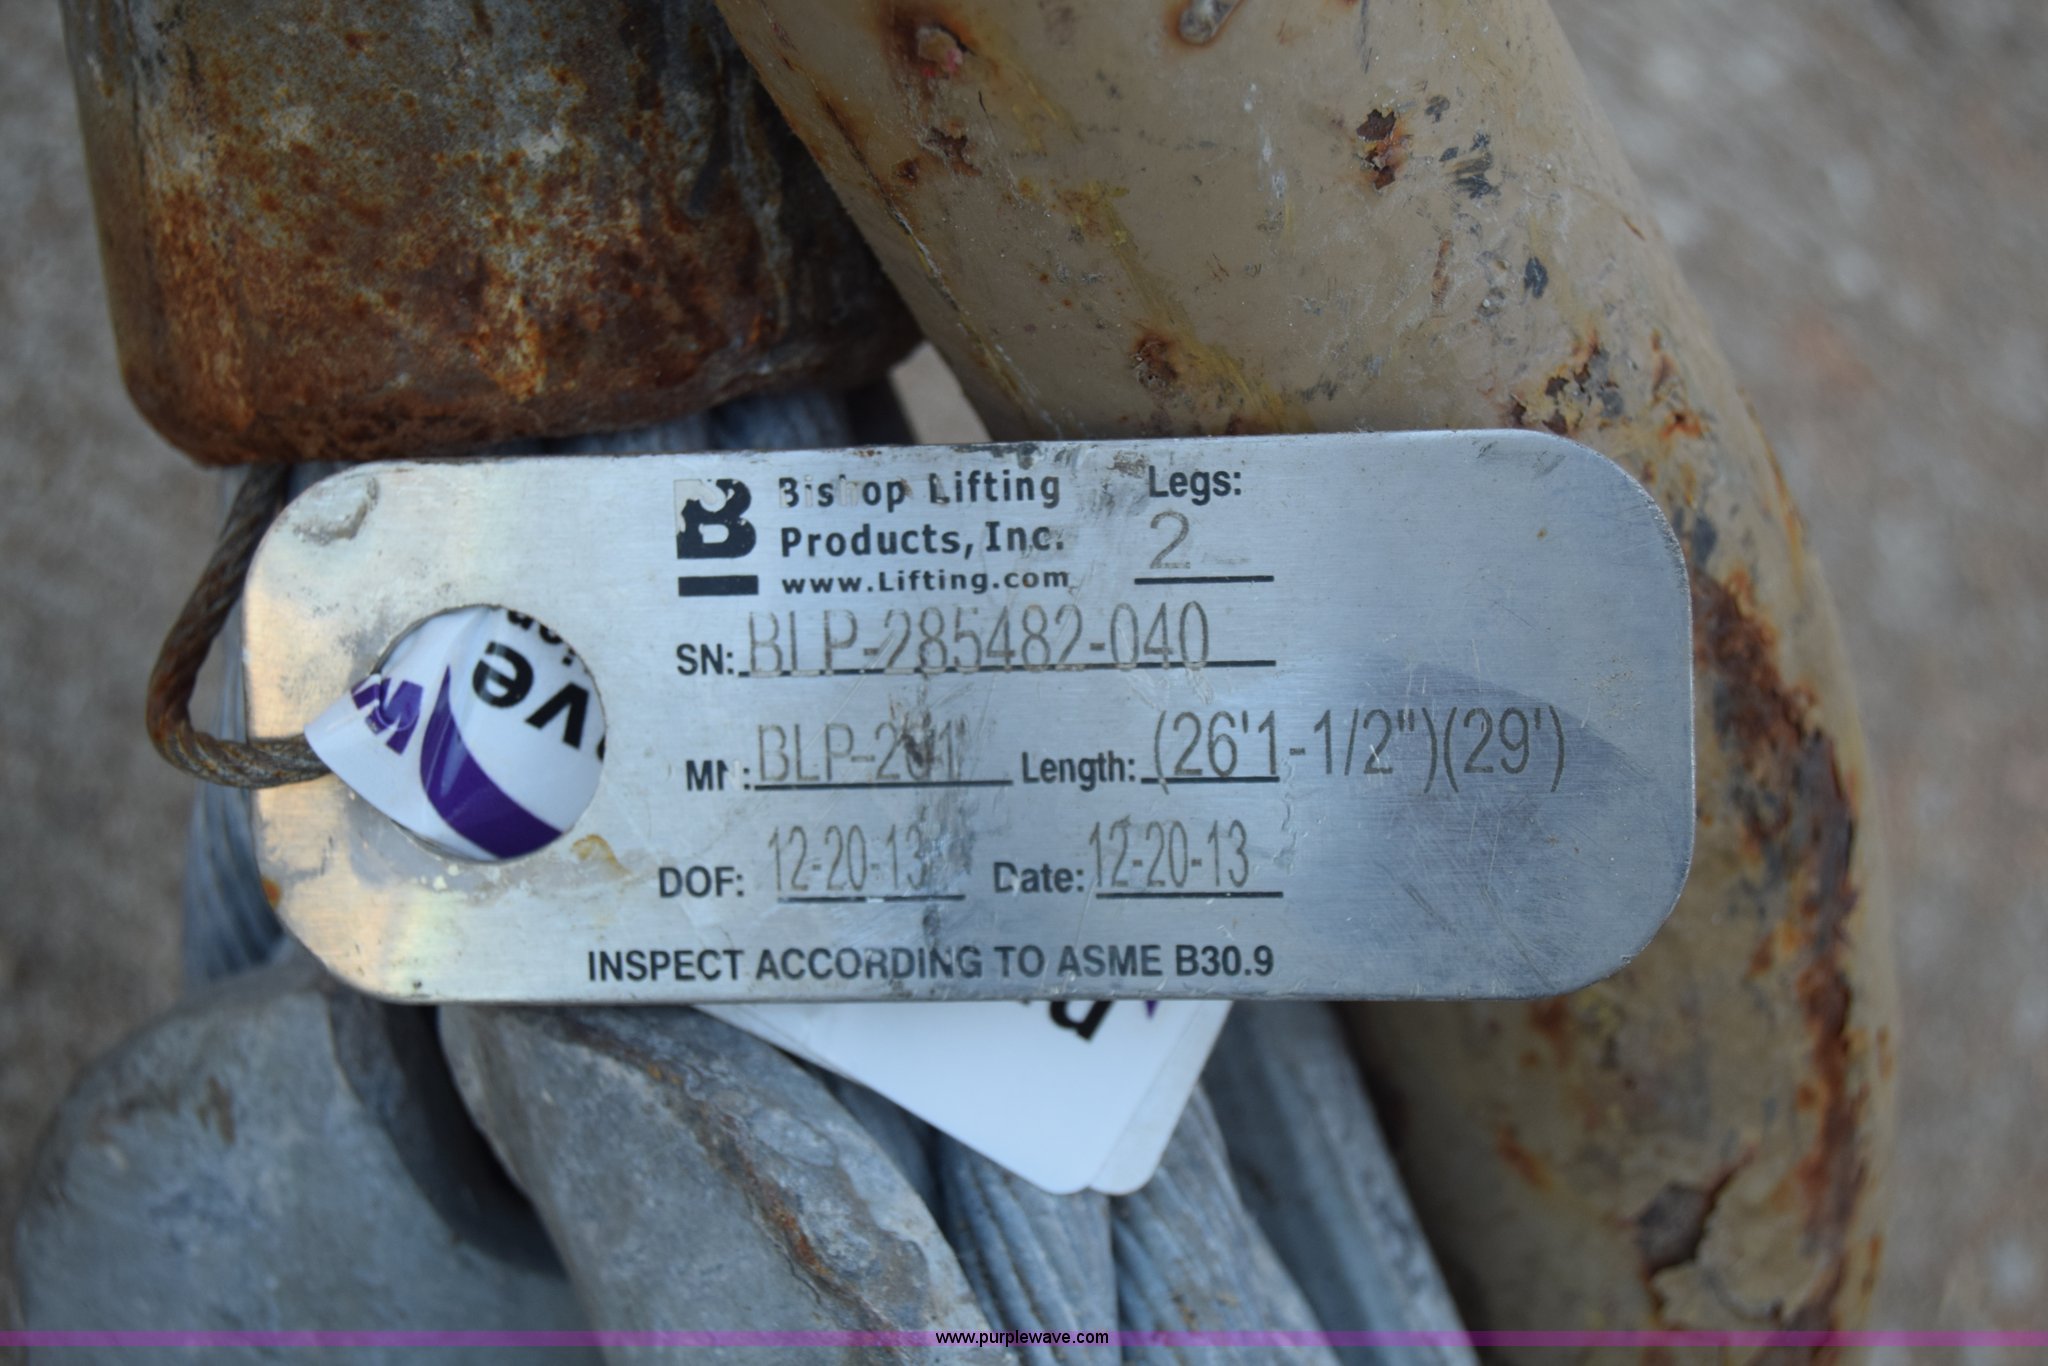 B Bishop Lifting
Products, Inc.
www.Lifting.com
Legs:
2
SN: BLP-285482-040
MN: Length: (26'1-1/2")(29')
DOF: 12-20-13 Date: 12-20-13
INSPECT ACCORDING TO ASME B30.9
ve
www.purplewave.com